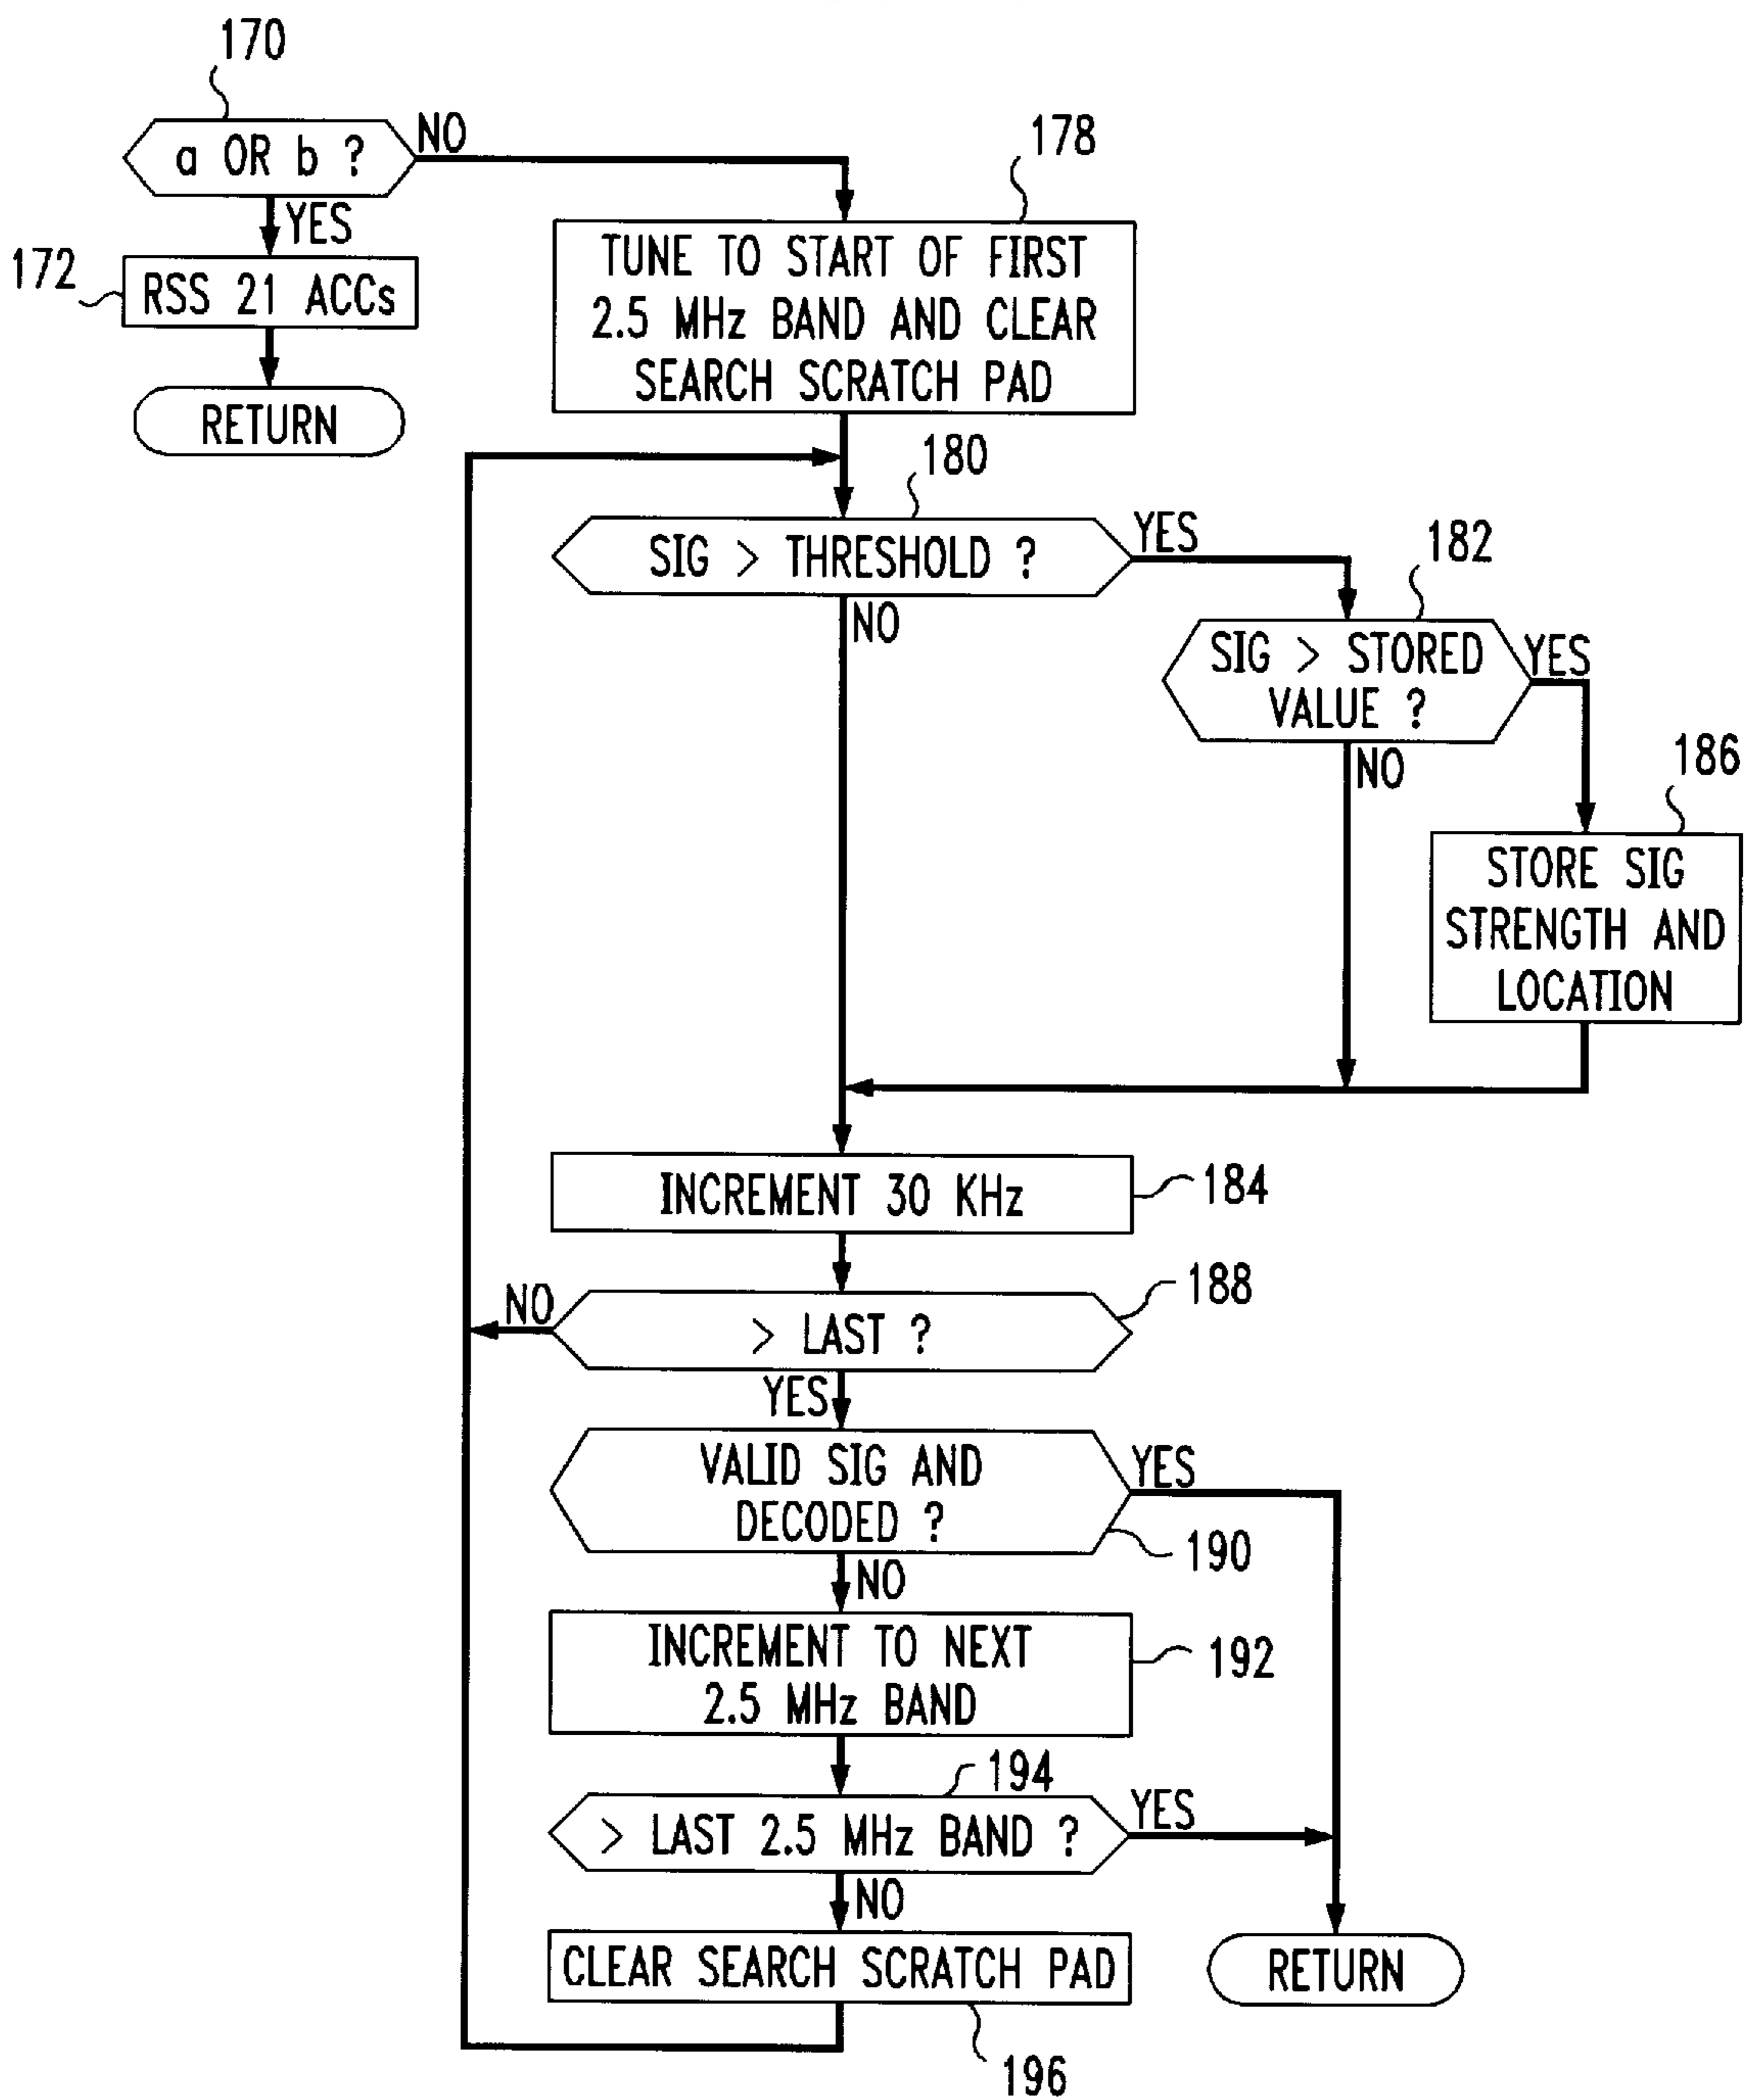 170
a OR b ?
NO
YES
172
RSS 21 ACCs
RETURN
178
TUNE TO START OF FIRST
2.5 MHz BAND AND CLEAR
SEARCH SCRATCH PAD
180
SIG > THRESHOLD ?
YES
NO
182
SIG > STORED
VALUE ?
YES
NO
186
STORE SIG
STRENGTH AND
LOCATION
INCREMENT 30 KHz
184
188
> LAST ?
NO
YES
VALID SIG AND
DECODED ?
YES
190
NO
INCREMENT TO NEXT
2.5 MHz BAND
192
194
> LAST 2.5 MHz BAND ?
YES
NO
CLEAR SEARCH SCRATCH PAD
196
RETURN